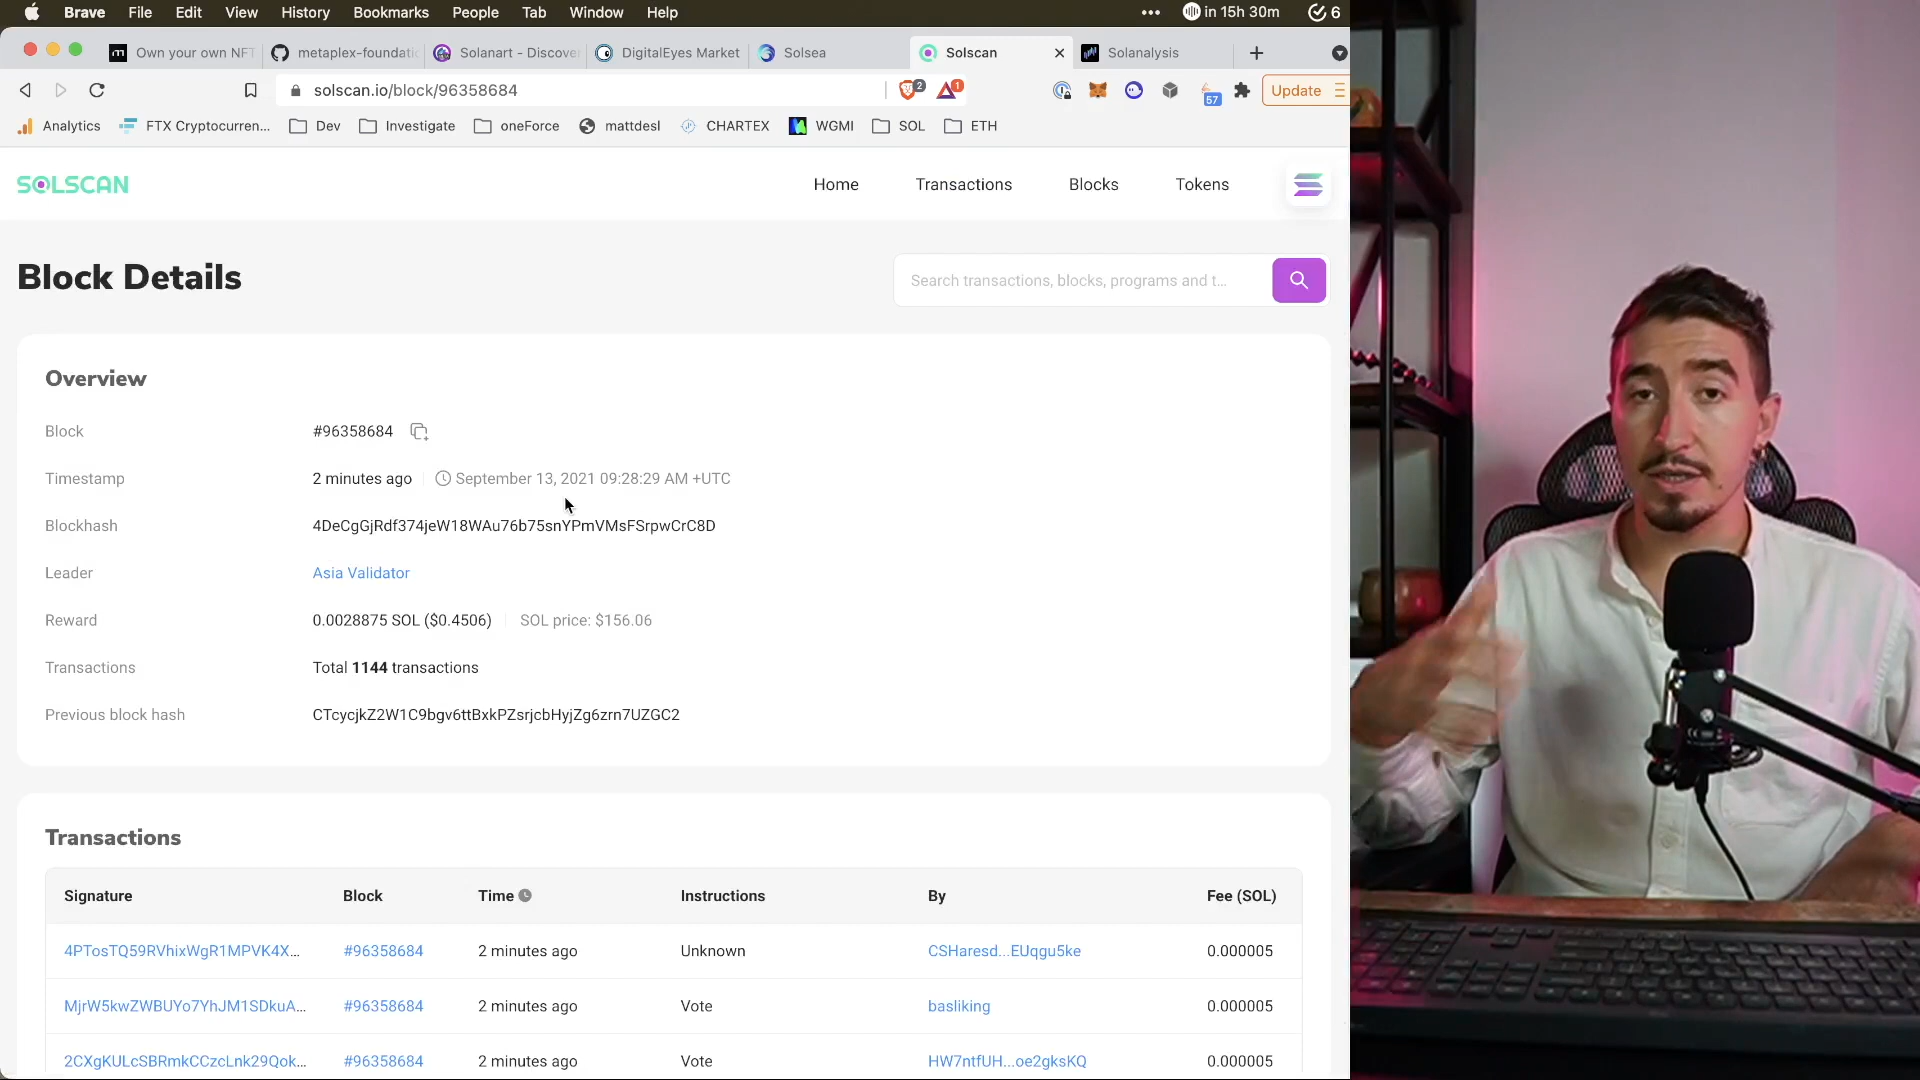 Brave File Edit View History Bookmarks People Tab Window Help in 15h 30m 6
Own your own NFT metaplex-foundatic Solanart - Discover DigitalEyes Market Solsea Solscan Solanalysis
solscan.io/block/96358684 2 1 57 Update
Analytics FTX Cryptocurren... Dev Investigate oneForce mattdesl CHARTEX WGMI SOL ETH
SOLSCAN Home Transactions Blocks Tokens
Block Details
Search transactions, blocks, programs and t...
Overview
Block #96358684
Timestamp 2 minutes ago September 13, 2021 09:28:29 AM +UTC
Blockhash 4DeCgGjRdf374jeW18WAu76b75snYPmVMsFSrpwCrC8D
Leader Asia Validator
Reward 0.0028875 SOL ($0.4506) SOL price: $156.06
Transactions Total 1144 transactions
Previous block hash CTcycjkZ2W1C9bgv6ttBxkPZsrjcbHyjZg6zrn7UZGC2
Transactions
Signature Block Time Instructions By Fee (SOL)
4PTosTQ59RVhixWgR1MPVK4X... #96358684 2 minutes ago Unknown CSHaresd...EUqgu5ke 0.000005
MjrW5kwZWBUYo7YhJM1SDkuA... #96358684 2 minutes ago Vote basliking 0.000005
2CXgKULcSBRmkCCzcLnk29Qok... #96358684 2 minutes ago Vote HW7ntfUH...oe2gksKQ 0.000005